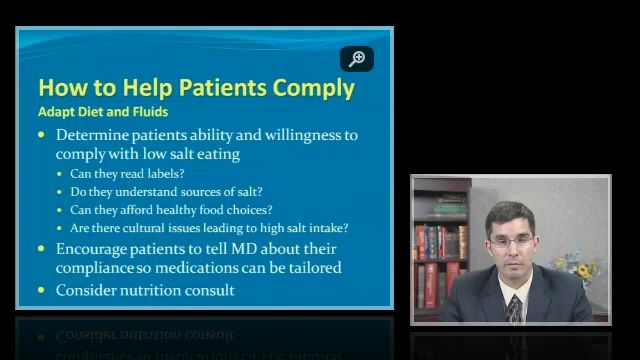 How to Help Patients Comply
Adapt Diet and Fluids
Determine patients ability and willingness to
comply with low salt eating
Can they read labels?
Do they understand sources of salt?
Can they afford healthy food choices?
Are there cultural issues leading to high salt intake?
Encourage patients to tell MD about their
compliance so medications can be tailored
Consider nutrition consult